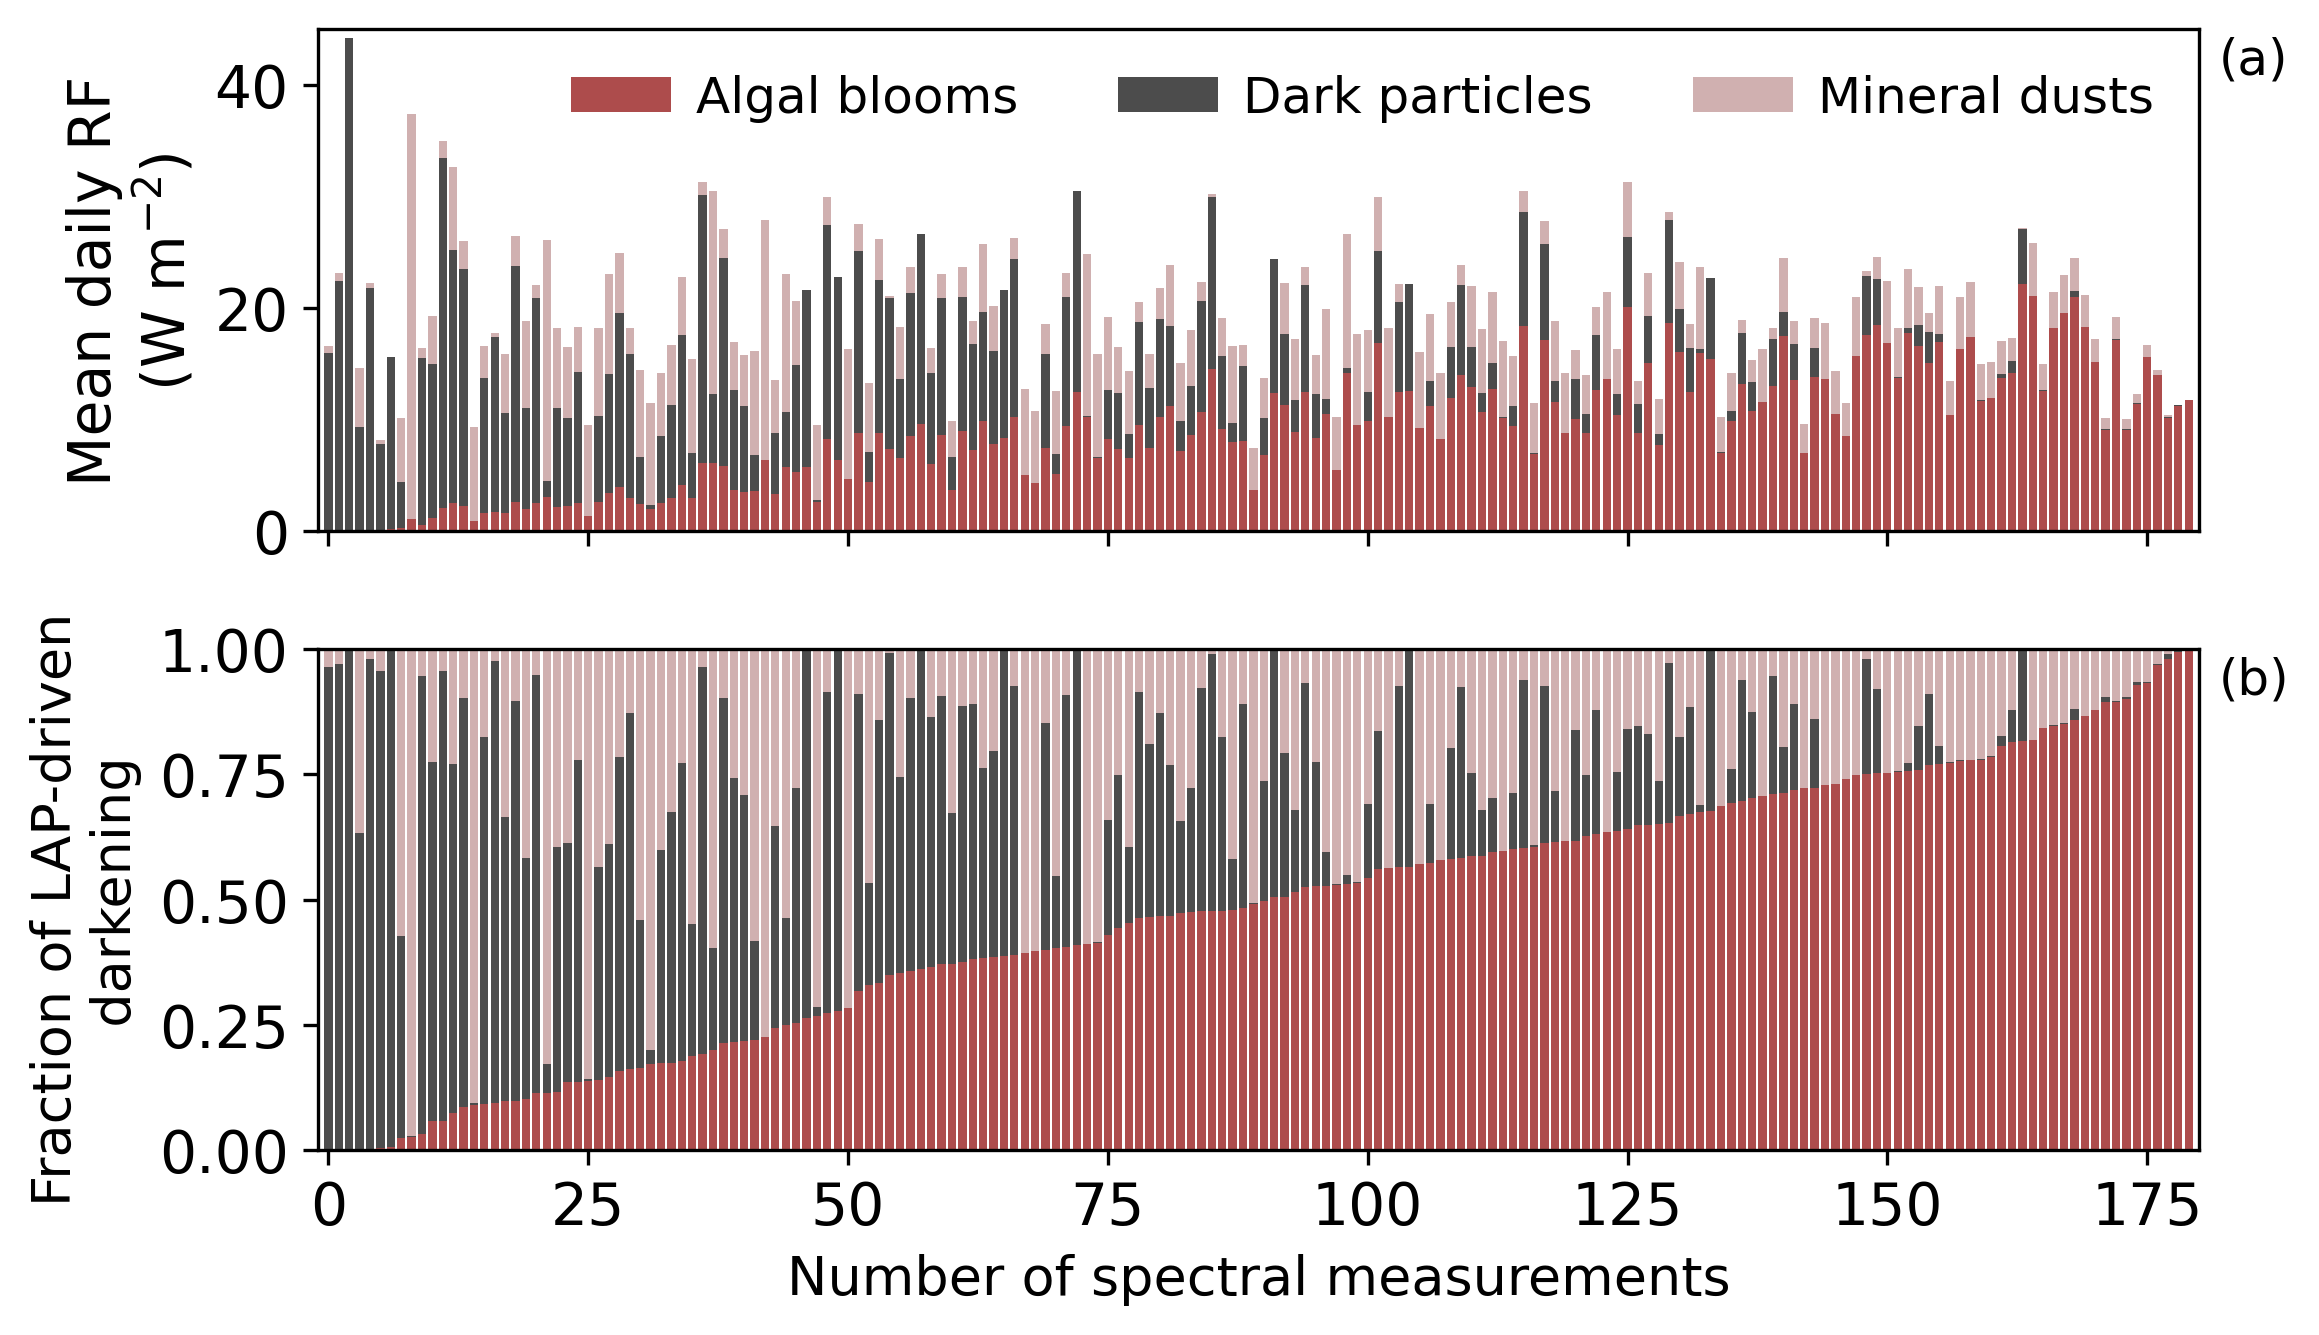 (a)
Algal blooms
Dark particles
Mineral dusts
Mean daily RF
(W m⁻²)
40
20
0
(b)
Fraction of LAP-driven
darkening
1.00
0.75
0.50
0.25
0.00
0 25 50 75 100 125 150 175
Number of spectral measurements